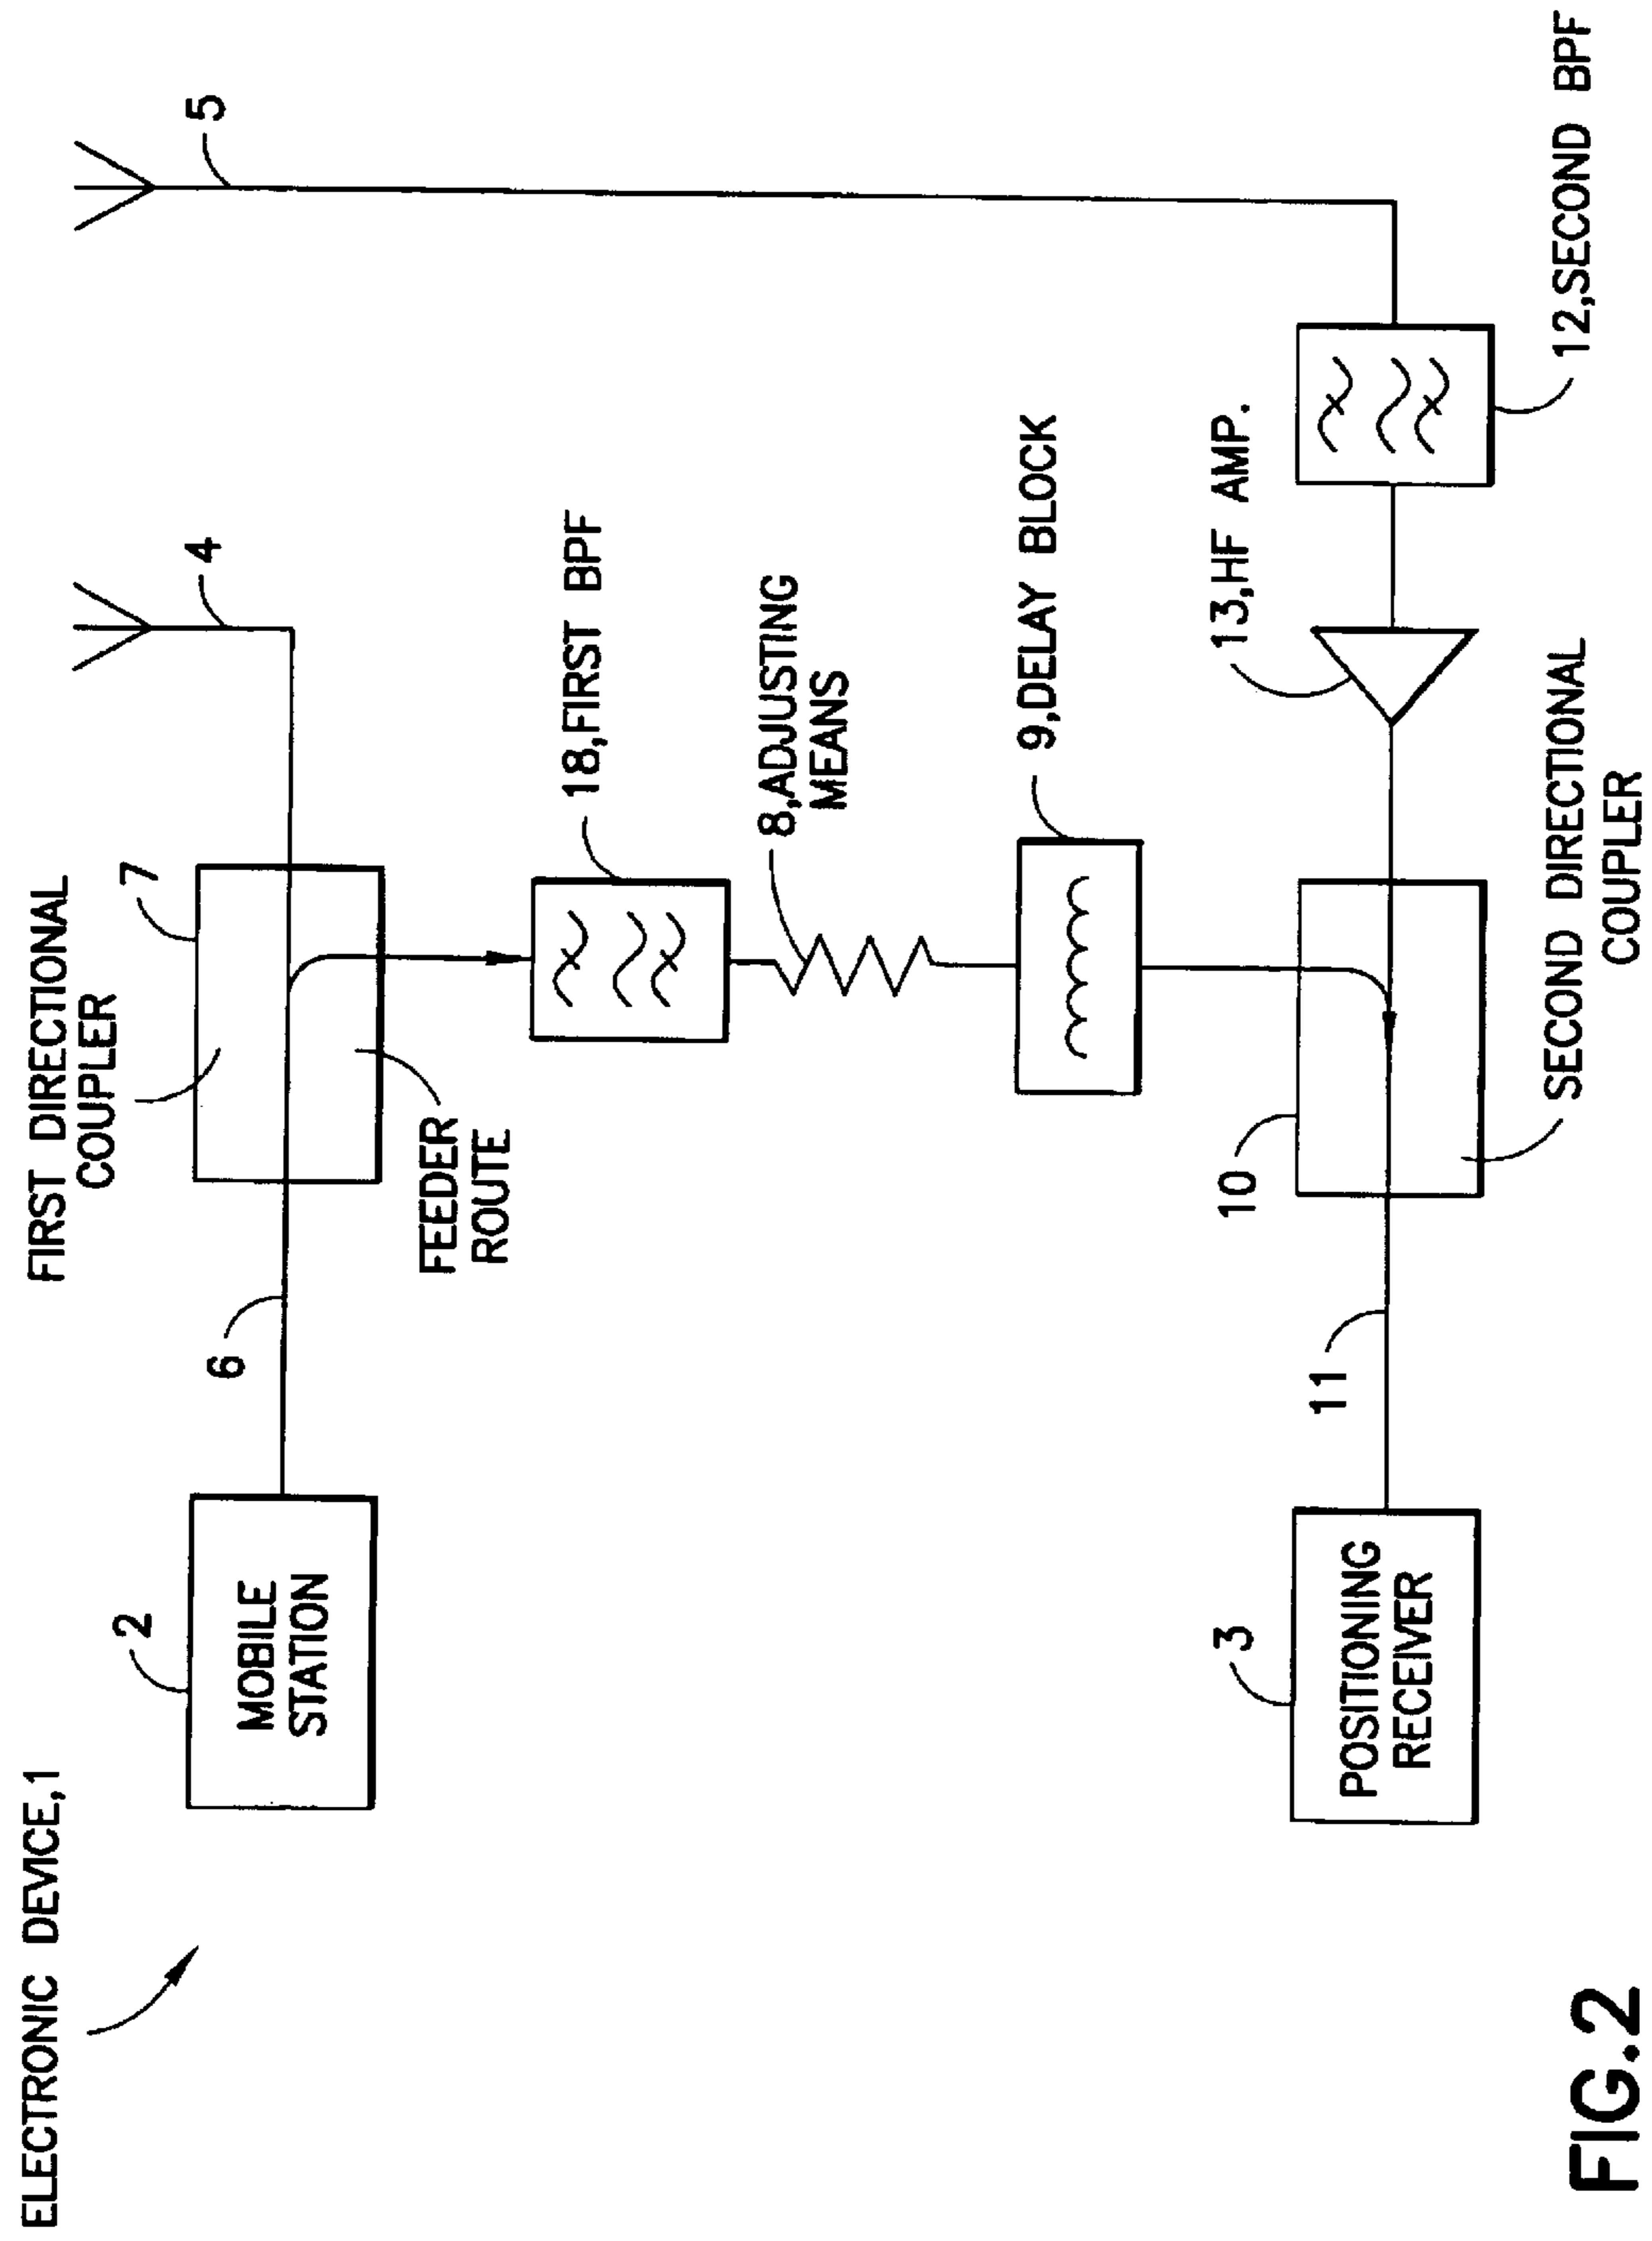 ELECTRONIC DEVICE,1
FIRST DIRECTIONAL
COUPLER
7
2
MOBILE
STATION
6
4
5
FEEDER
ROUTE
18,FIRST BPF
8,ADJUSTING
MEANS
9,DELAY BLOCK
13,HF AMP.
3
POSITIONING
RECEIVER
11
10
SECOND DIRECTIONAL
COUPLER
12,SECOND BPF
FIG.2